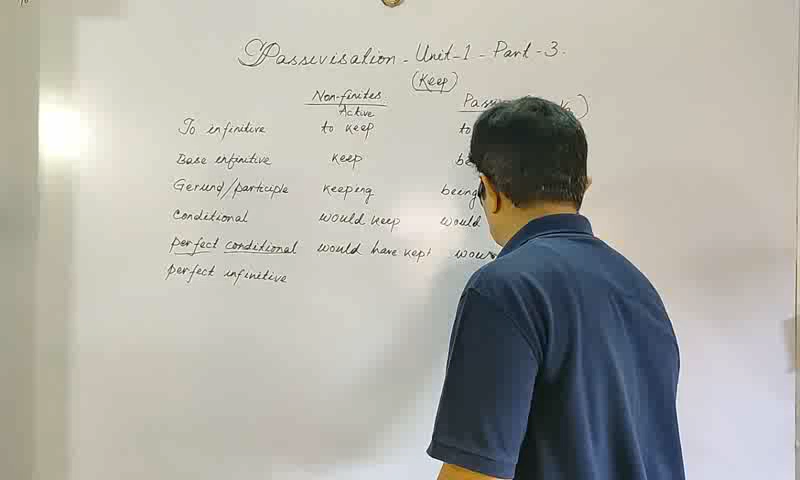 Passivisation - Unit-1 - Part-3.
(Keep)
Non-finites
Active
To infinitive to keep to
Base infinitive keep be
Gerund/participle keeping being
Conditional would keep would
perfect conditional would have kept
perfect infinitive